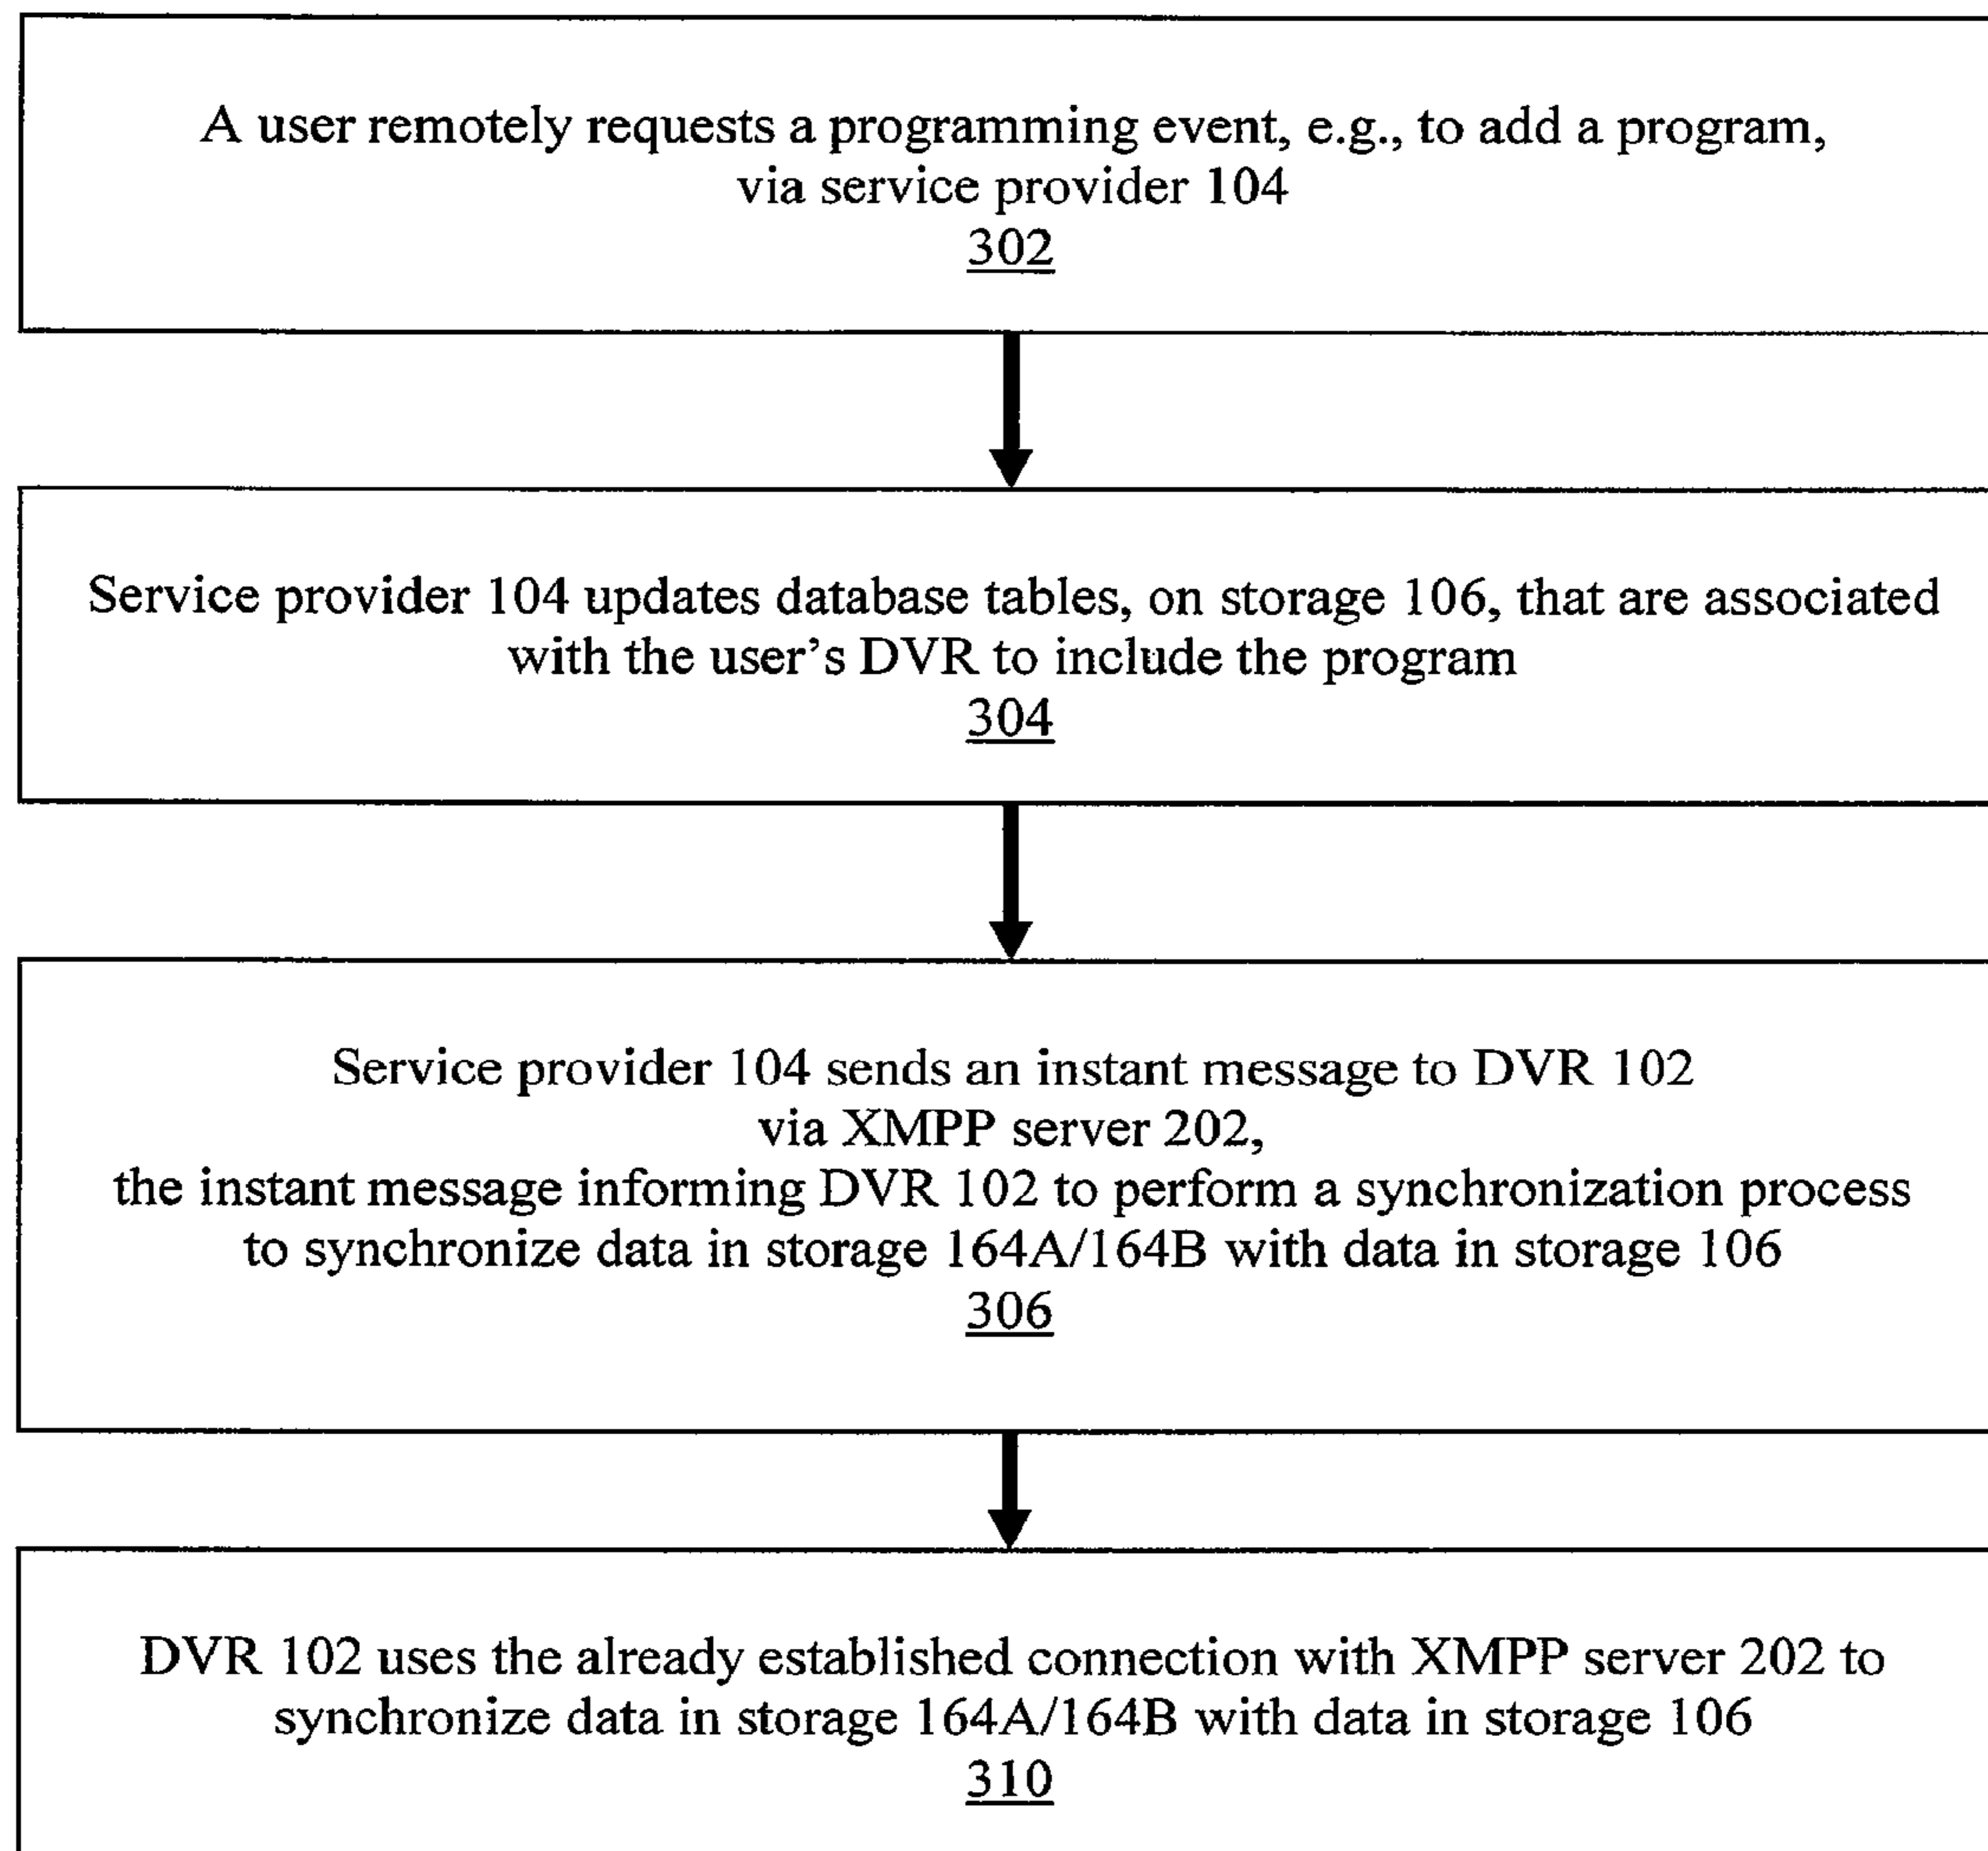 A user remotely requests a programming event, e.g., to add a program,
via service provider 104
302
Service provider 104 updates database tables, on storage 106, that are associated
with the user's DVR to include the program
304
Service provider 104 sends an instant message to DVR 102
via XMPP server 202,
the instant message informing DVR 102 to perform a synchronization process
to synchronize data in storage 164A/164B with data in storage 106
306
DVR 102 uses the already established connection with XMPP server 202 to
synchronize data in storage 164A/164B with data in storage 106
310